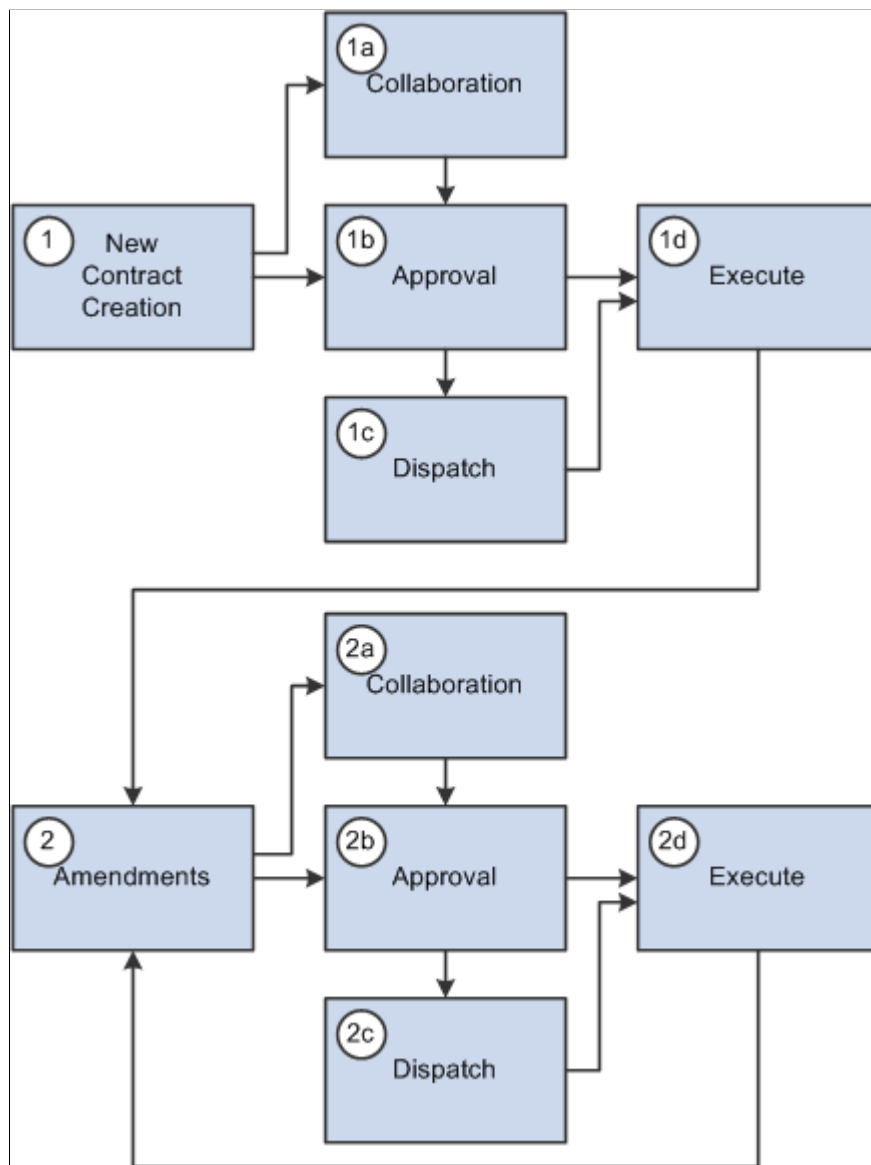 1a
Collaboration
1
New
Contract
Creation
1b
Approval
1d
Execute
1c
Dispatch
2a
Collaboration
2
Amendments
2b
Approval
2d
Execute
2c
Dispatch